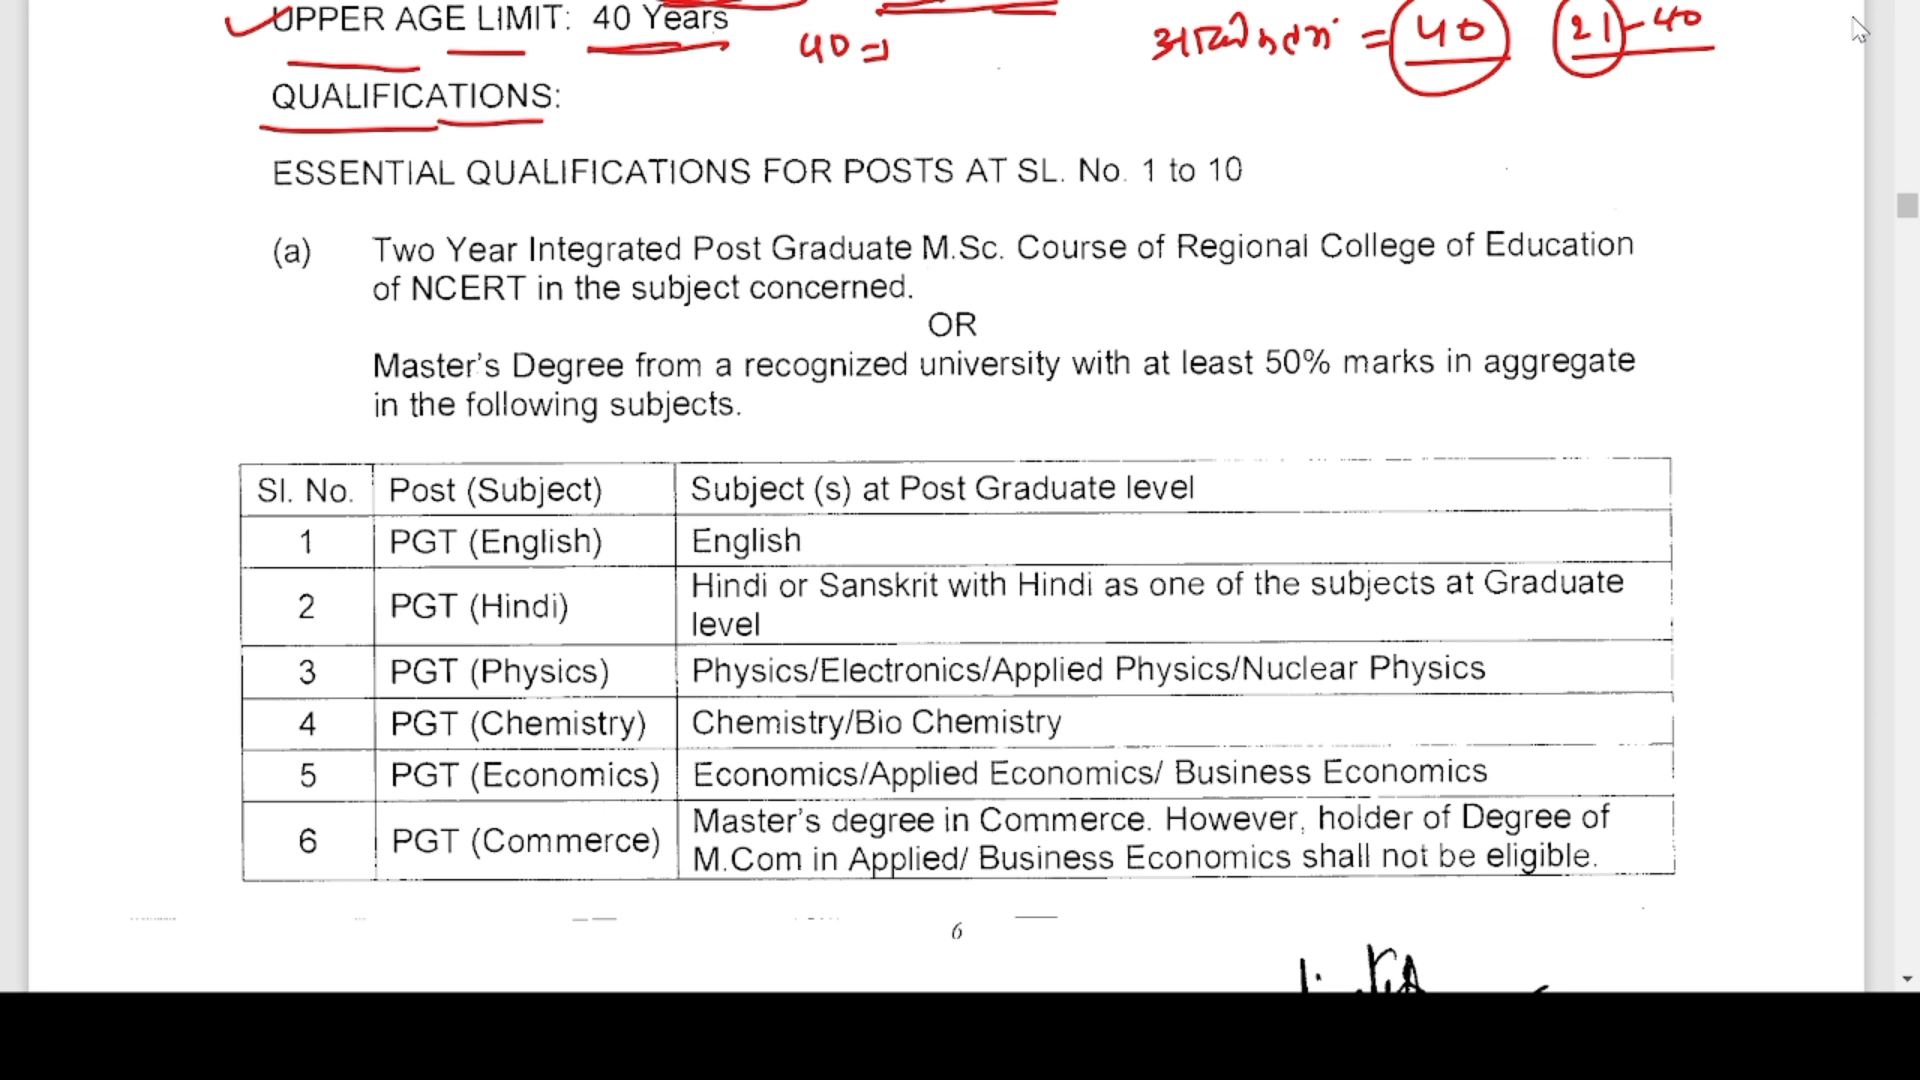 UPPER AGE LIMIT: 40 Years
40 =
= 40 21-40
QUALIFICATIONS:
ESSENTIAL QUALIFICATIONS FOR POSTS AT SL. No. 1 to 10
(a) Two Year Integrated Post Graduate M.Sc. Course of Regional College of Education
of NCERT in the subject concerned.
OR
Master's Degree from a recognized university with at least 50% marks in aggregate
in the following subjects.
Sl. No. Post (Subject) Subject (s) at Post Graduate level
1 PGT (English) English
2 PGT (Hindi) Hindi or Sanskrit with Hindi as one of the subjects at Graduate
level
3 PGT (Physics) Physics/Electronics/Applied Physics/Nuclear Physics
4 PGT (Chemistry) Chemistry/Bio Chemistry
5 PGT (Economics) Economics/Applied Economics/ Business Economics
6 PGT (Commerce) Master's degree in Commerce. However, holder of Degree of
M.Com in Applied/ Business Economics shall not be eligible.
6